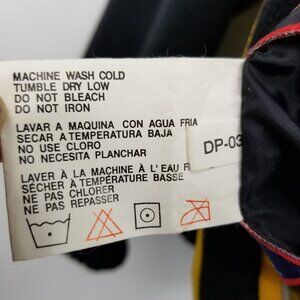 MACHINE WASH COLD
TUMBLE DRY LOW
DO NOT BLEACH
DO NOT IRON
LAVAR A MAQUINA CON AGUA FRIA
SECAR A TEMPERATURA BAJA
NO USE CLORO
NO NECESITA PLANCHAR
DP-03
LAVER À LA MACHINE À L'EAU F
SÉCHER À TEMPÉRATURE BASSE
NE PAS CHLORER
NE PAS REPASSER